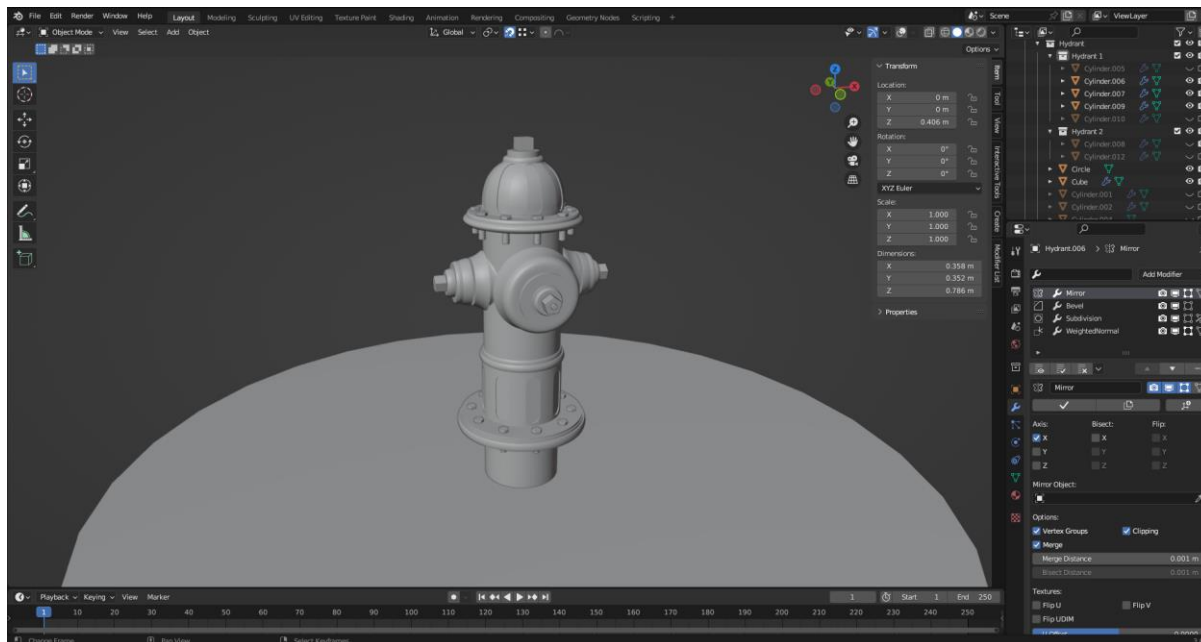 File Edit Render Window Help Layout Modeling Sculpting UV Editing Texture Paint Shading Animation Rendering Compositing Geometry Nodes Scripting + Scene ViewLayer
Object Mode View Select Add Object Global
Options
Transform
Location:
X 0 m
Y 0 m
Z 0.406 m
Rotation:
X 0°
Y 0°
Z 0°
XYZ Euler
Scale:
X 1.000
Y 1.000
Z 1.000
Dimensions:
X 0.358 m
Y 0.352 m
Z 0.786 m
Properties
Item
Tool
View
Interactive Tools
Create
Modifier List
Z
Y
X
Hydrant
Hydrant 1
Cylinder.005
Cylinder.006
Cylinder.007
Cylinder.009
Cylinder.010
Hydrant 2
Cylinder.008
Cylinder.012
Circle
Cube
Cylinder.001
Cylinder.002
Cylinder.004
Hydrant.006 > Mirror
Add Modifier
Mirror
Bevel
Subdivision
WeightedNormal
Mirror
Axis: Bisect: Flip:
X X X
Y Y Y
Z Z Z
Mirror Object:
Options:
Vertex Groups Clipping
Merge
Merge Distance 0.001 m
Bisect Distance 0.001 m
Textures:
Flip U Flip V
Flip UDIM
U Offset
Playback Keying View Marker 1 Start 1 End 250
1 10 20 30 40 50 60 70 80 90 100 110 120 130 140 150 160 170 180 190 200 210 220 230 240 250
Change Frame Pan View Select Keyframes